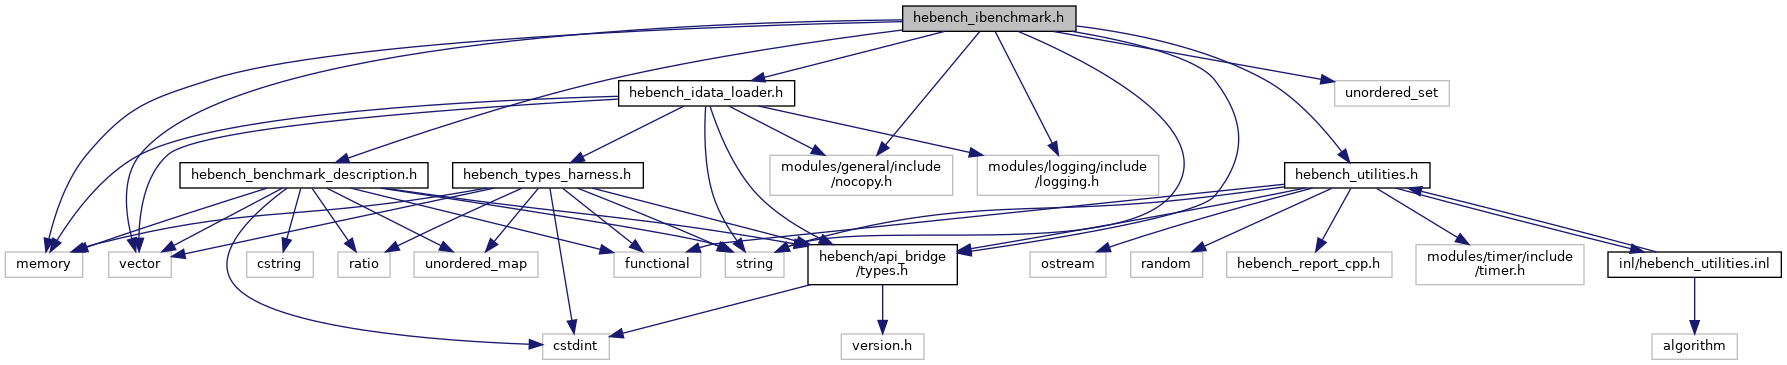 hebench_ibenchmark.h
hebench_idata_loader.h
unordered_set
modules/general/include
/nocopy.h
modules/logging/include
/logging.h
hebench_benchmark_description.h
hebench_types_harness.h
hebench_utilities.h
memory
vector
cstring
ratio
unordered_map
functional
string
hebench/api_bridge
/types.h
ostream
random
hebench_report_cpp.h
modules/timer/include
/timer.h
inl/hebench_utilities.inl
cstdint
version.h
algorithm